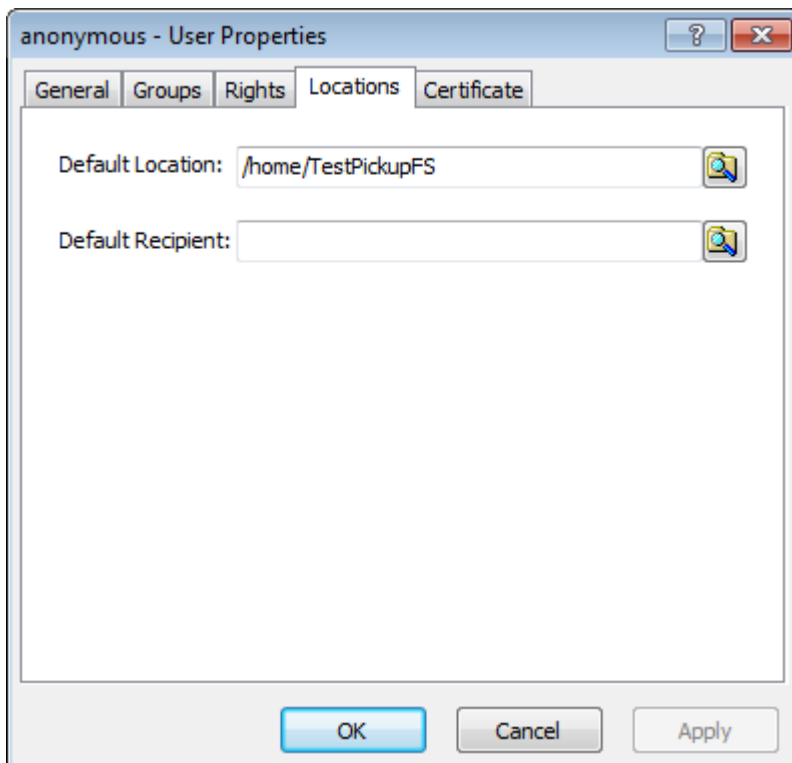 anonymous - User Properties
General Groups Rights Locations Certificate
Default Location: /home/TestPickupFS
Default Recipient:
OK Cancel Apply